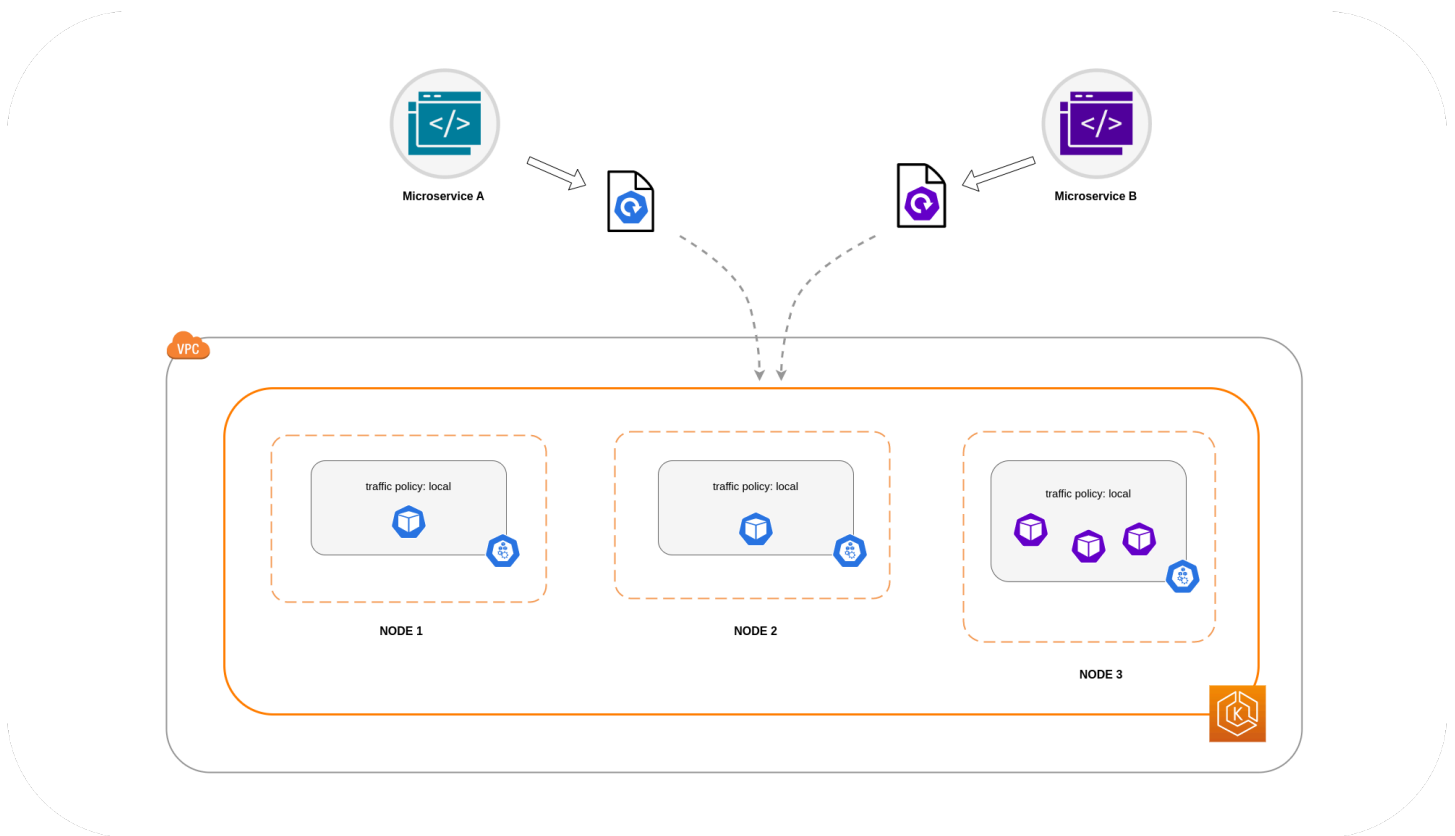 </>
</>
Microservice A
Microservice B
VPC
traffic policy: local
traffic policy: local
traffic policy: local
NODE 1
NODE 2
NODE 3
K